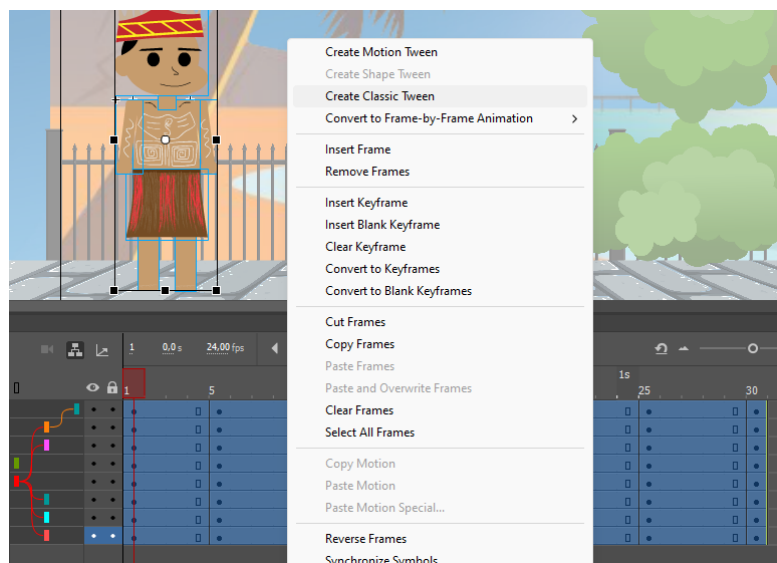 Create Motion Tween
Create Shape Tween
Create Classic Tween
Convert to Frame-by-Frame Animation
Insert Frame
Remove Frames
Insert Keyframe
Insert Blank Keyframe
Clear Keyframe
Convert to Keyframes
Convert to Blank Keyframes
Cut Frames
Copy Frames
Paste Frames
Paste and Overwrite Frames
Clear Frames
Select All Frames
Copy Motion
Paste Motion
Paste Motion Special...
Reverse Frames
Synchronize Symbols
1 0,0 s 24,00 fps
1s
1 5 25 30